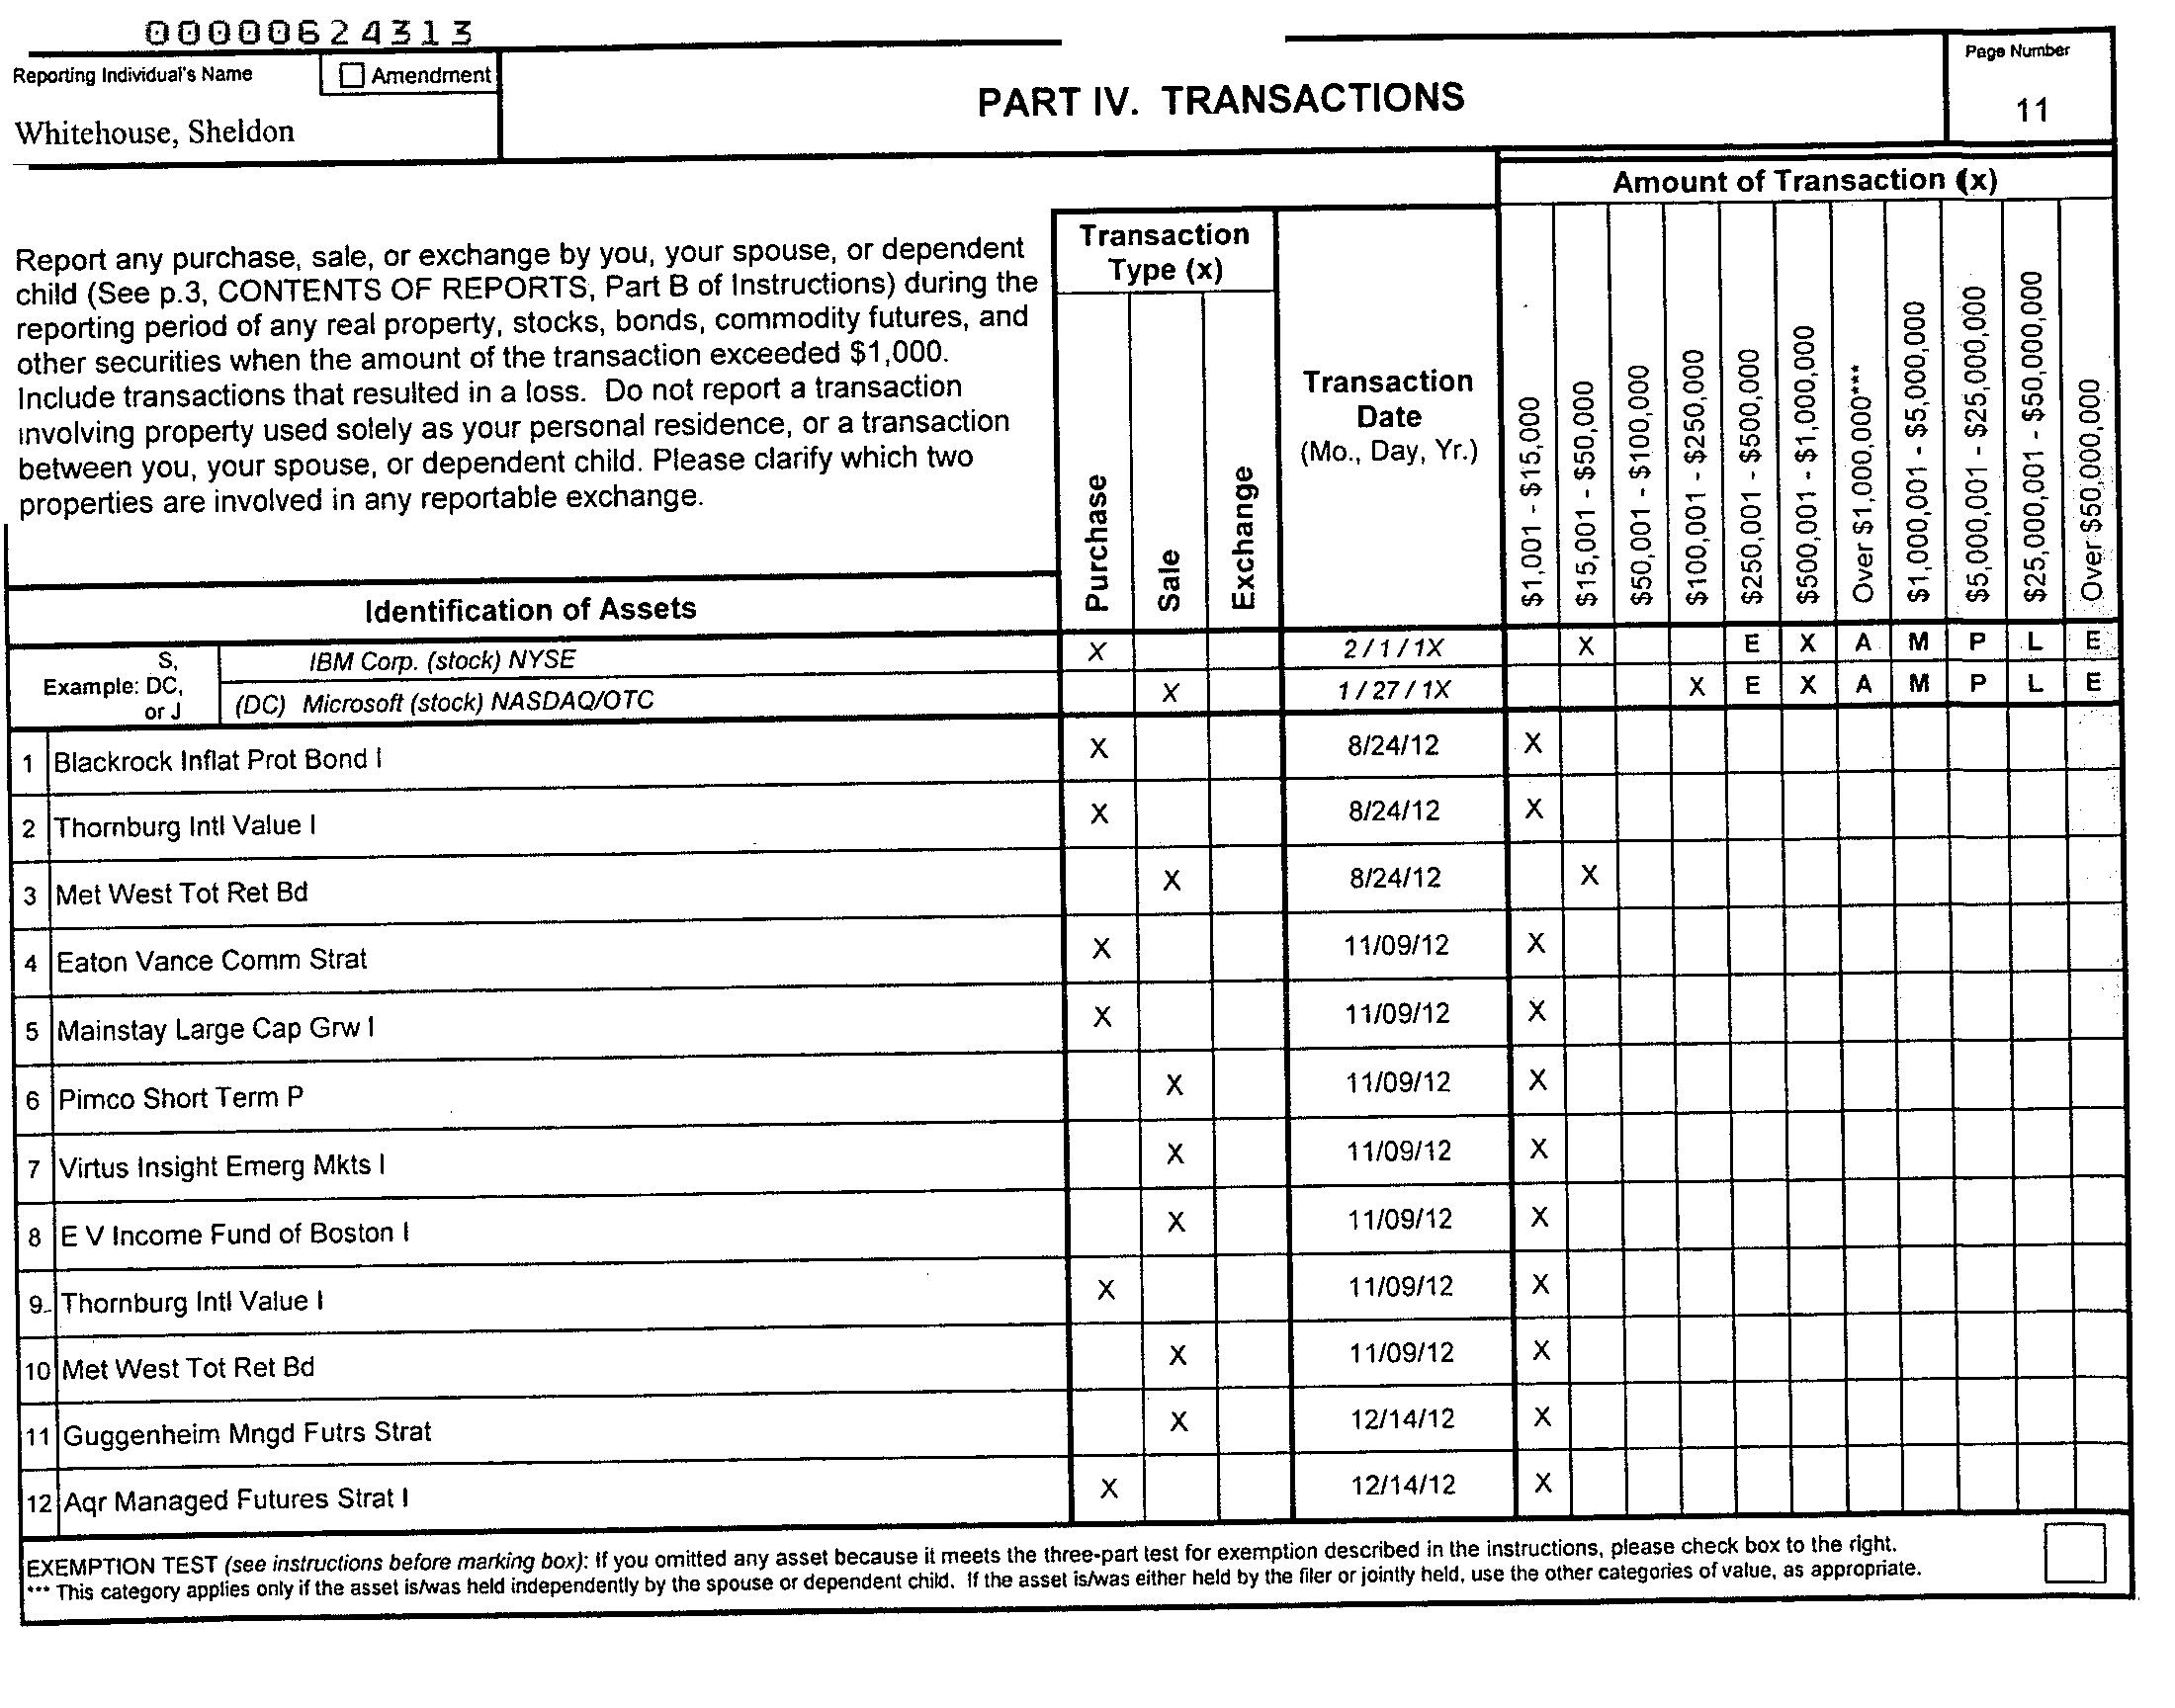 00000624313
Reporting Individual's Name
Amendment
Whitehouse, Sheldon
PART IV. TRANSACTIONS
Page Number
11
Amount of Transaction (x)
Report any purchase, sale, or exchange by you, your spouse, or dependent
child (See p.3, CONTENTS OF REPORTS, Part B of Instructions) during the
reporting period of any real property, stocks, bonds, commodity futures, and
other securities when the amount of the transaction exceeded $1,000.
Include transactions that resulted in a loss. Do not report a transaction
involving property used solely as your personal residence, or a transaction
between you, your spouse, or dependent child. Please clarify which two
properties are involved in any reportable exchange.
Transaction
Type (x)
Purchase
Sale
Exchange
Transaction
Date
(Mo., Day, Yr.)
$1,001 - $15,000
$15,001 - $50,000
$50,001 - $100,000
$100,001 - $250,000
$250,001 - $500,000
$500,001 - $1,000,000
Over $1,000,000***
$1,000,001 - $5,000,000
$5,000,001 - $25,000,000
$25,000,001 - $50,000,000
Over $50,000,000
Identification of Assets
Example: S, DC, or J
IBM Corp. (stock) NYSE X 2/1/1X X E X A M P L E
(DC) Microsoft (stock) NASDAQ/OTC X 1/27/1X X E X A M P L E
1 Blackrock Inflat Prot Bond I X 8/24/12 X
2 Thornburg Intl Value I X 8/24/12 X
3 Met West Tot Ret Bd X 8/24/12 X
4 Eaton Vance Comm Strat X 11/09/12 X
5 Mainstay Large Cap Grw I X 11/09/12 X
6 Pimco Short Term P X 11/09/12 X
7 Virtus Insight Emerg Mkts I X 11/09/12 X
8 E V Income Fund of Boston I X 11/09/12 X
9 Thornburg Intl Value I X 11/09/12 X
10 Met West Tot Ret Bd X 11/09/12 X
11 Guggenheim Mngd Futrs Strat X 12/14/12 X
12 Aqr Managed Futures Strat I X 12/14/12 X
EXEMPTION TEST (see instructions before marking box): If you omitted any asset because it meets the three-part test for exemption described in the instructions, please check box to the right.
*** This category applies only if the asset is/was held independently by the spouse or dependent child. If the asset is/was either held by the filer or jointly held, use the other categories of value, as appropriate.